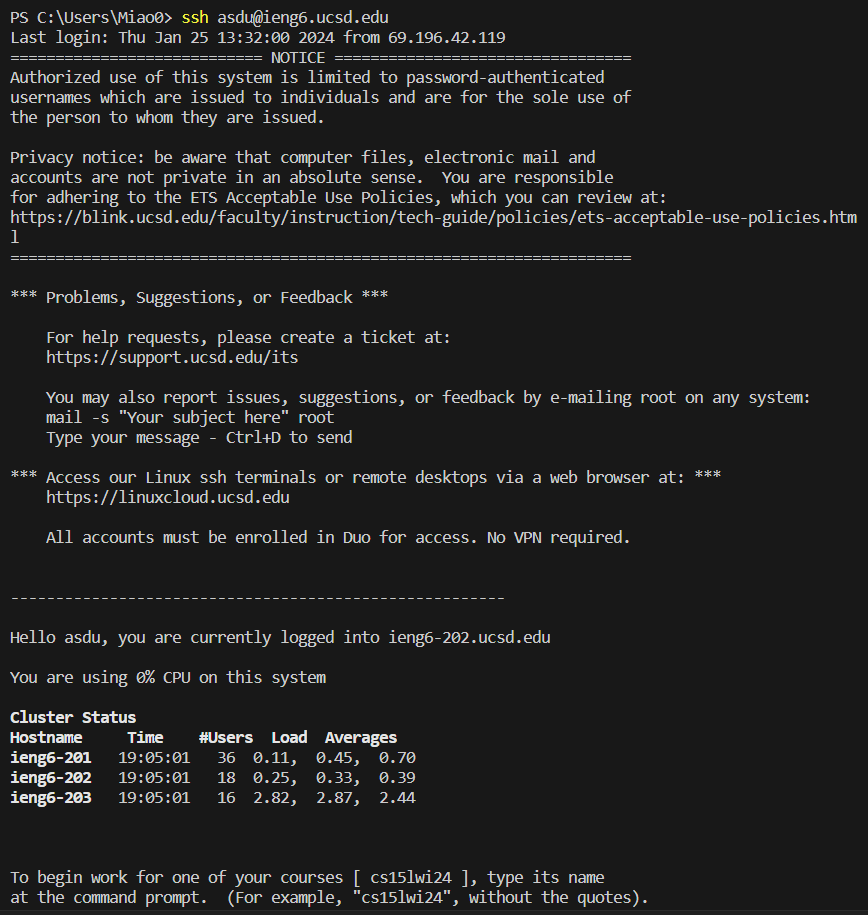 PS C:\Users\Miao0> ssh asdu@ieng6.ucsd.edu
Last login: Thu Jan 25 13:32:00 2024 from 69.196.42.119
============================ NOTICE =================================
Authorized use of this system is limited to password-authenticated
usernames which are issued to individuals and are for the sole use of
the person to whom they are issued.

Privacy notice: be aware that computer files, electronic mail and
accounts are not private in an absolute sense.  You are responsible
for adhering to the ETS Acceptable Use Policies, which you can review at:
https://blink.ucsd.edu/faculty/instruction/tech-guide/policies/ets-acceptable-use-policies.htm
l
=====================================================================

*** Problems, Suggestions, or Feedback ***

    For help requests, please create a ticket at:
    https://support.ucsd.edu/its

    You may also report issues, suggestions, or feedback by e-mailing root on any system:
    mail -s "Your subject here" root
    Type your message - Ctrl+D to send

*** Access our Linux ssh terminals or remote desktops via a web browser at: ***
    https://linuxcloud.ucsd.edu

    All accounts must be enrolled in Duo for access. No VPN required.


-------------------------------------------------------

Hello asdu, you are currently logged into ieng6-202.ucsd.edu

You are using 0% CPU on this system

Cluster Status
Hostname     Time    #Users  Load  Averages
ieng6-201   19:05:01   36  0.11,  0.45,  0.70
ieng6-202   19:05:01   18  0.25,  0.33,  0.39
ieng6-203   19:05:01   16  2.82,  2.87,  2.44



To begin work for one of your courses [ cs15lwi24 ], type its name
at the command prompt.  (For example, "cs15lwi24", without the quotes).